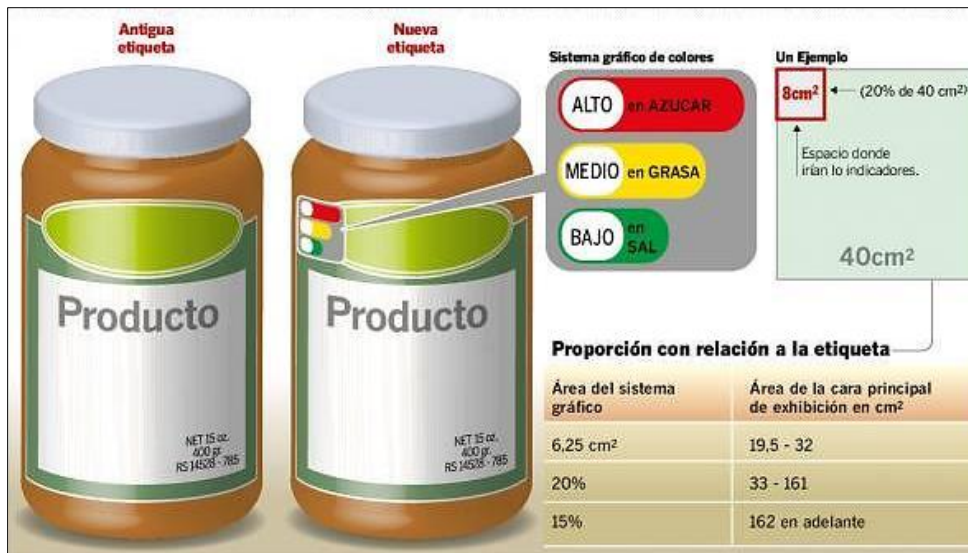 Antigua
etiqueta
Producto
NET 15 oz.
400 gr.
RS 14528 - 785
Nueva
etiqueta
Producto
NET 15 oz.
400 gr.
RS 14528 - 785
Sistema gráfico de colores
ALTO en AZUCAR
MEDIO en GRASA
BAJO en
SAL
Un Ejemplo
8cm²
(20% de 40 cm²)
Espacio donde
irían lo indicadores.
40cm²
Proporción con relación a la etiqueta
Área del sistema
gráfico
Área de la cara principal
de exhibición en cm²
6,25 cm²
19,5 - 32
20%
33 - 161
15%
162 en adelante